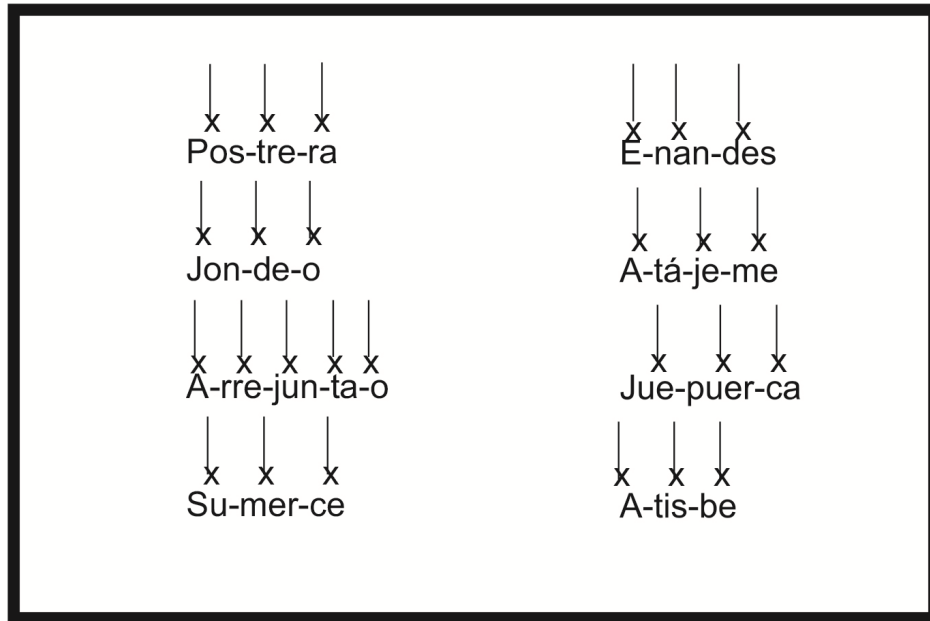 x x x
Pos-tre-ra
x x x
Jon-de-o
x x x x x
A-rre-jun-ta-o
x x x
Su-mer-ce
x x x
E-nan-des
x x x
A-tá-je-me
x x x
Jue-puer-ca
x x x
A-tis-be